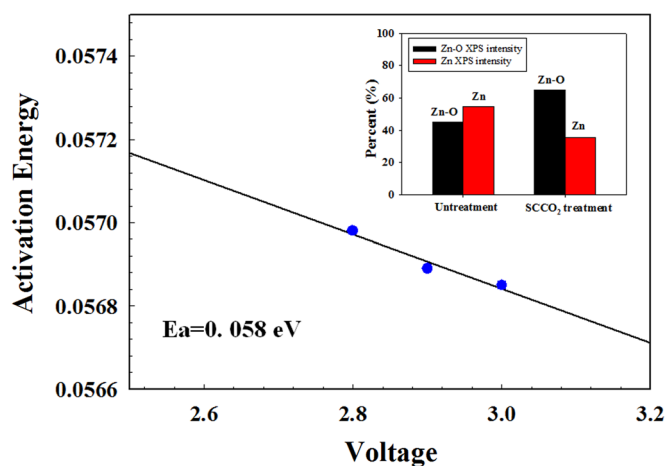 Activation Energy
0.0574
0.0572
0.0570
0.0568
0.0566
2.6
2.8
3.0
3.2
Voltage
Ea=0. 058 eV
Percent (%)
100
80
60
40
20
0
Zn-O XPS intensity
Zn XPS intensity
Zn-O
Zn
Zn-O
Zn
Untreatment
SCCO₂ treatment